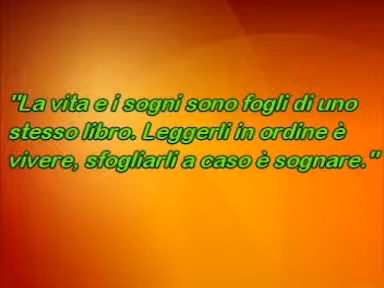 "La vita e i sogni sono fogli di uno
stesso libro. Leggerli in ordine è
vivere, sfogliarli a caso è sognare."